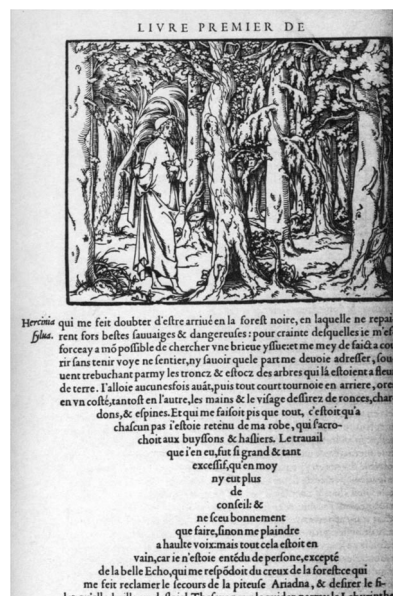 LIVRE PREMIER DE
Hercinia
sylua.
qui me feit doubter d'estre arriué en la forest noire, en laquelle ne repai
rent fors bestes sauuaiges & dangereuses : pour crainte desquelles ie m'es
forceay a mõ possible de chercher vne brieue yssue: et me mey de faict a cou
rir sans tenir voye ne sentier, ny sauoir quele part me deuoie adresser, sou
uent trebuchant parmy les troncz & estocz des arbres qui là estoient a fleur
de terre. I'alloie aucunesfois auãt, puis tout court tournoie en arriere, ores
en vn costé, tantost en l'autre, les mains & le visage dessirez de ronces, char
dons, & espines. Et qui me faisoit pis que tout, c'estoit qu'a
chascun pas i'estoie retenu de ma robe, qui s'acro-
choit aux buyssons & halliers. Le trauail
que i'en eu, fut si grand & tant
excessif, qu'en moy
ny eut plus
de
conseil: &
ne sceu bonnement
que faire, sinon me plaindre
a haulte voix: mais tout cela estoit en
vain, car ie n'estoie entẽdu de persone, excepté
de la belle Echo, qui me respõdoit du creux de la forest: ce qui
me feit reclamer le secours de la piteuse Ariadna, & desirer le fi-